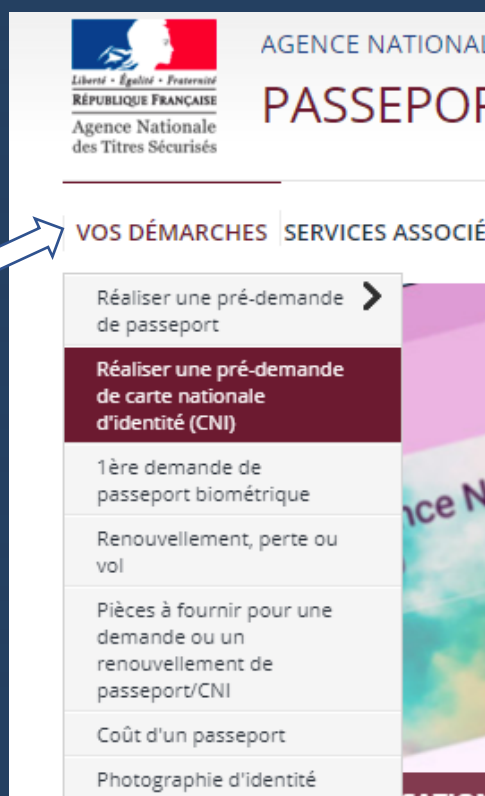 AGENCE NATIONAL
Liberté • Égalité • Fraternité
RÉPUBLIQUE FRANÇAISE
PASSEPOR
Agence Nationale
des Titres Sécurisés
VOS DÉMARCHES SERVICES ASSOCIÉ
Réaliser une pré-demande
de passeport
Réaliser une pré-demande
de carte nationale
d'identité (CNI)
1ère demande de
passeport biométrique
nce N
Renouvellement, perte ou
vol
Pièces à fournir pour une
demande ou un
renouvellement de
passeport/CNI
Coût d'un passeport
Photographie d'identité